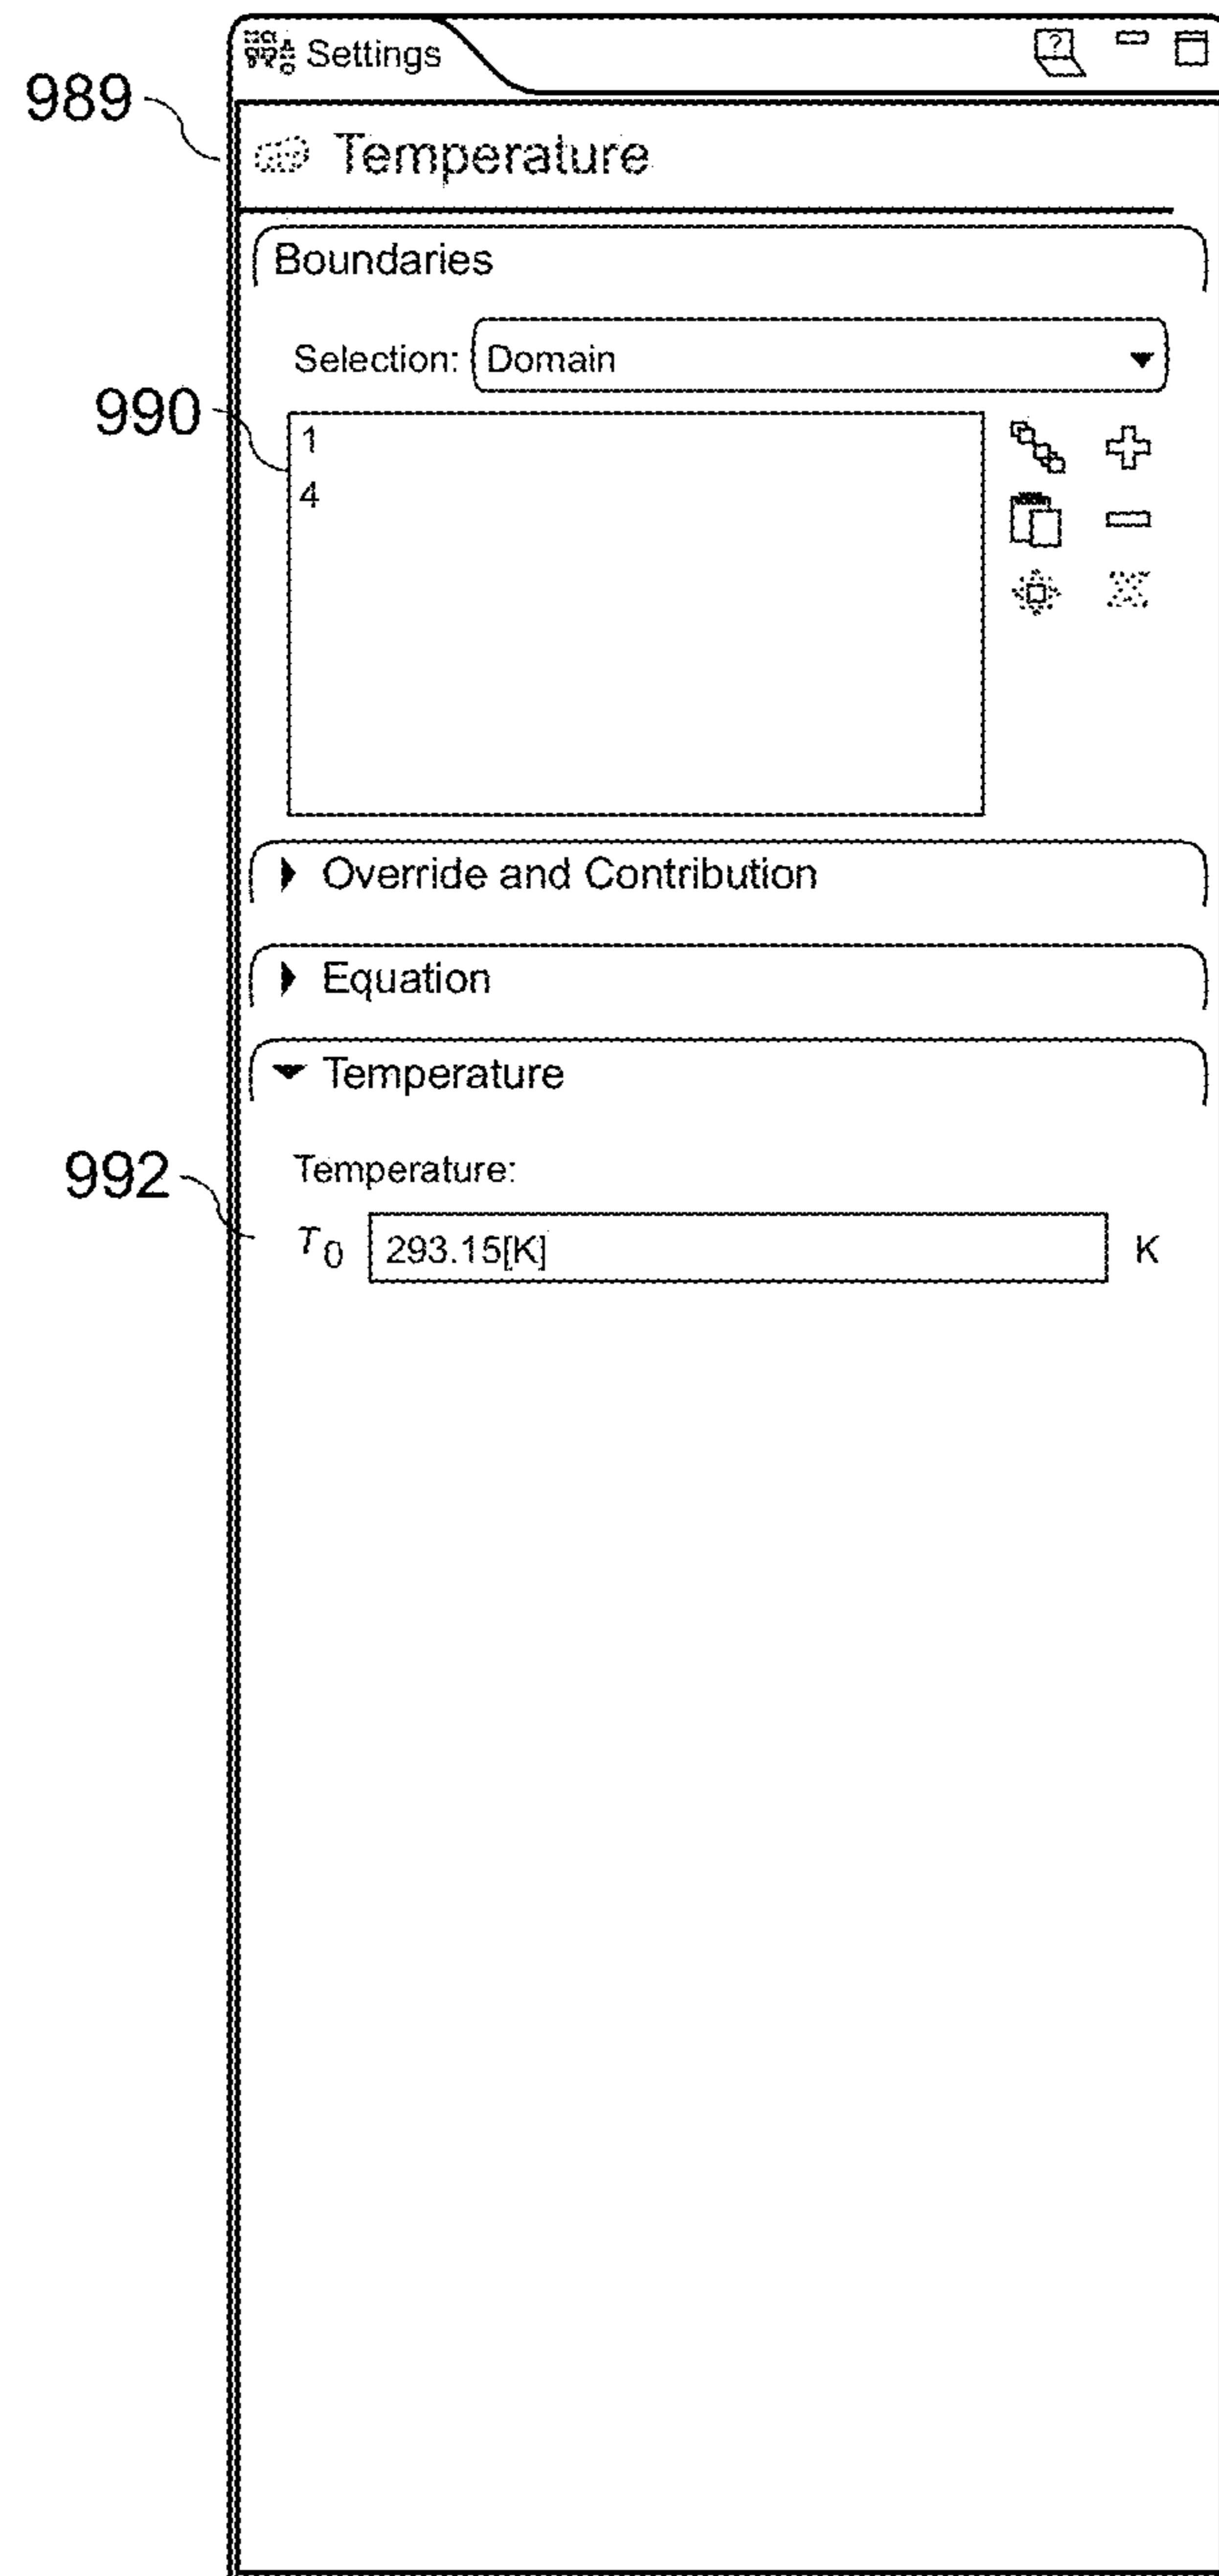 Settings
?
989
Temperature
Boundaries
Selection: Domain
990
1
4
Override and Contribution
Equation
Temperature
992
Temperature:
T0 293.15[K] K